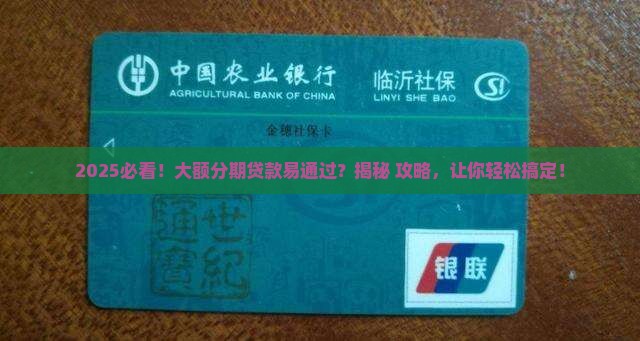 中国农业银行
AGRICULTURAL BANK OF CHINA
临沂社保
LINYI SHE BAO
金穗社保卡
2025必看！大额分期贷款易通过？揭秘 攻略，让你轻松搞定！
世纪
通寶
银联